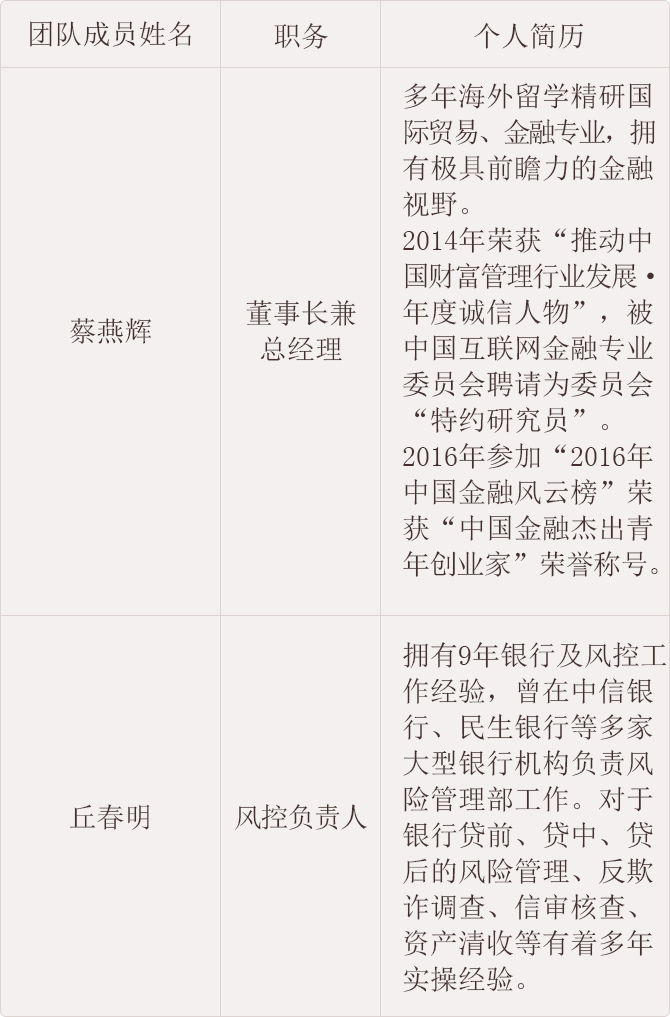 团队成员姓名
职务
个人简历
蔡燕辉
董事长兼
总经理
多年海外留学精研国
际贸易、金融专业，拥
有极具前瞻力的金融
视野。
2014年荣获“推动中
国财富管理行业发展·
年度诚信人物”，被
中国互联网金融专业
委员会聘请为委员会
“特约研究员”。
2016年参加“2016年
中国金融风云榜”荣
获“中国金融杰出青
年创业家”荣誉称号。
丘春明
风控负责人
拥有9年银行及风控工
作经验，曾在中信银
行、民生银行等多家
大型银行机构负责风
险管理部工作。对于
银行贷前、贷中、贷
后的风险管理、反欺
诈调查、信审核查、
资产清收等有着多年
实操经验。